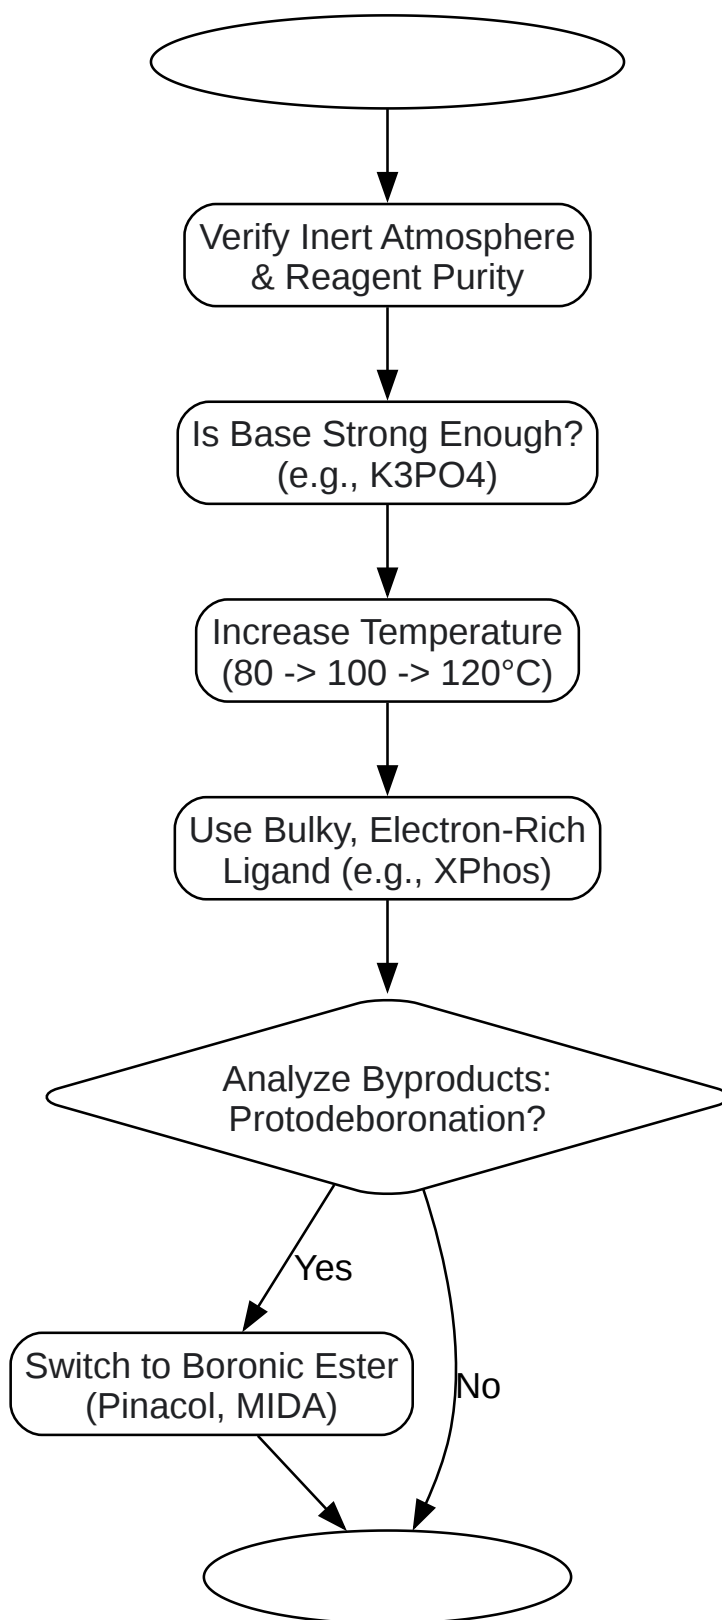 Verify Inert Atmosphere
& Reagent Purity
Is Base Strong Enough?
(e.g., K3PO4)
Increase Temperature
(80 -> 100 -> 120°C)
Use Bulky, Electron-Rich
Ligand (e.g., XPhos)
Analyze Byproducts:
Protodeboronation?
Yes
Switch to Boronic Ester
(Pinacol, MIDA)
No